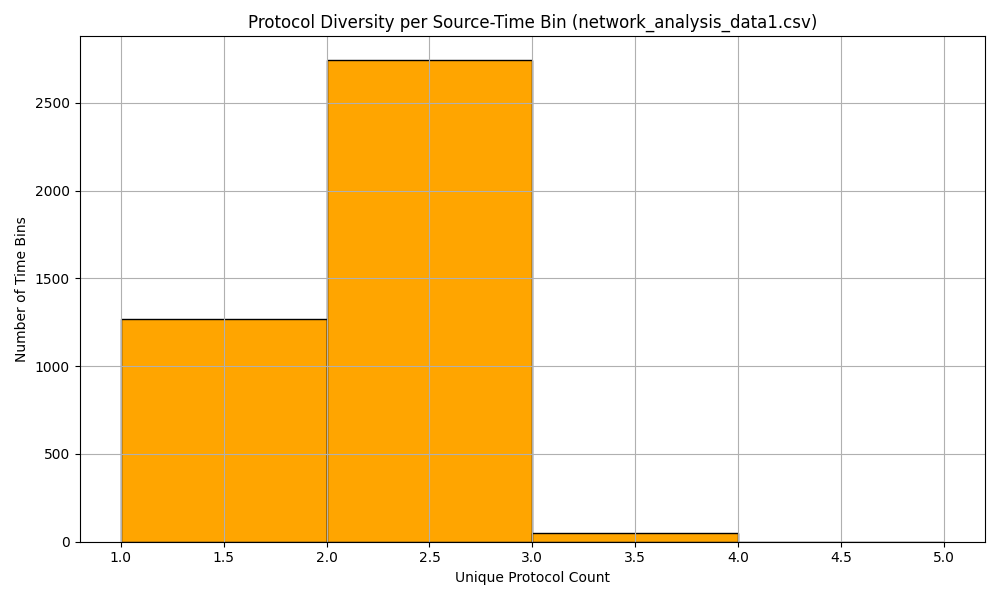 Protocol Diversity per Source-Time Bin (network_analysis_data1.csv)
Number of Time Bins
2500
2000
1500
1000
500
0
1.0 1.5 2.0 2.5 3.0 3.5 4.0 4.5 5.0
Unique Protocol Count